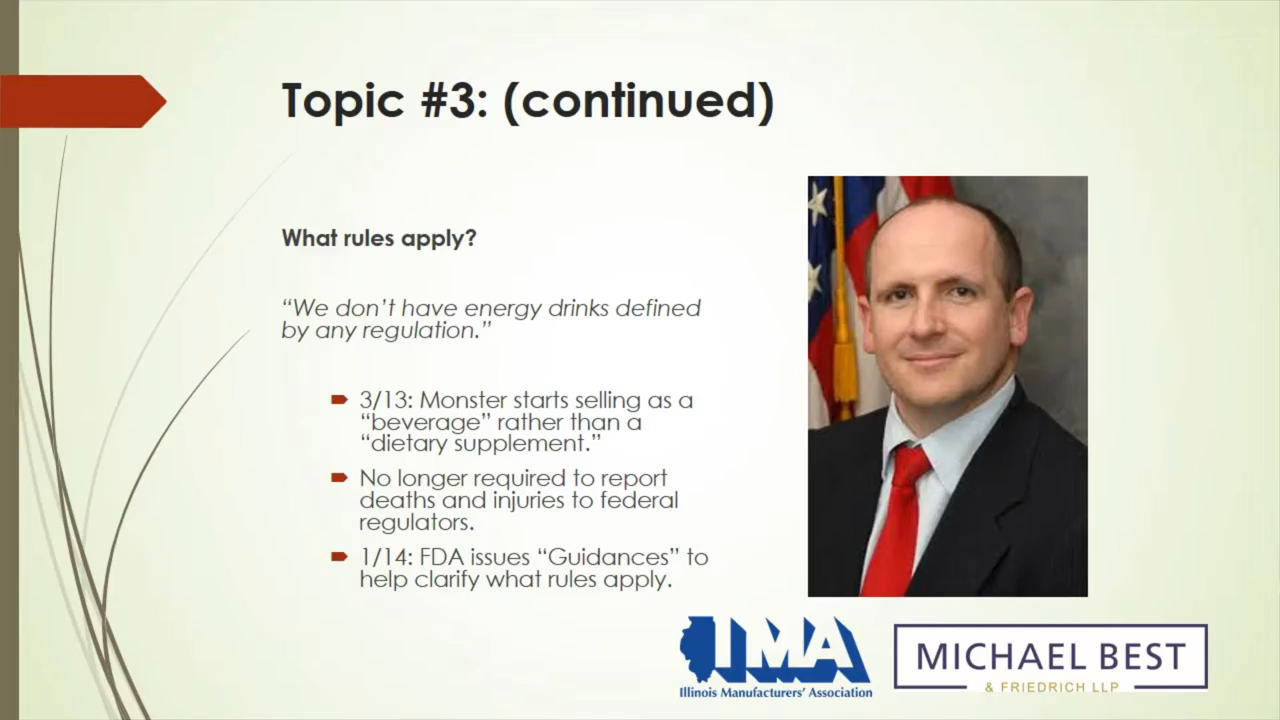 Topic #3: (continued)
What rules apply?
“We don’t have energy drinks defined
by any regulation.”
3/13: Monster starts selling as a
“beverage” rather than a
“dietary supplement.”
No longer required to report
deaths and injuries to federal
regulators.
1/14: FDA issues “Guidances” to
help clarify what rules apply.
IMA
Illinois Manufacturers’ Association
MICHAEL BEST
& FRIEDRICH LLP